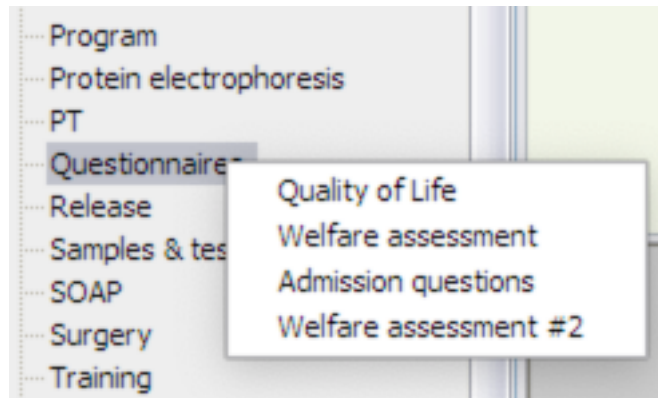 Program
Protein electrophoresis
PT
Questionnaires
Release
Samples & tes
SOAP
Surgery
Training
Quality of Life
Welfare assessment
Admission questions
Welfare assessment #2